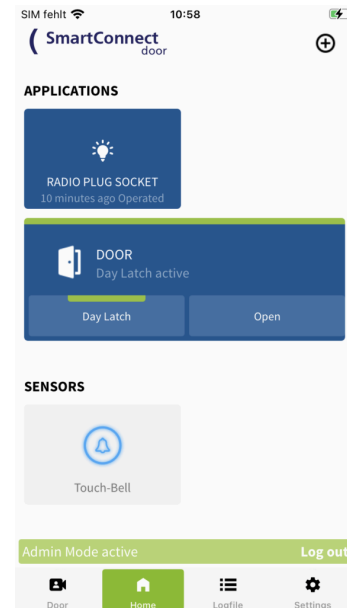 SIM fehlt 10:58
SmartConnect
door
APPLICATIONS
RADIO PLUG SOCKET
10 minutes ago Operated
DOOR
Day Latch active
Day Latch Open
SENSORS
Touch-Bell
Admin Mode active Log out
Door Home Logfile Settings